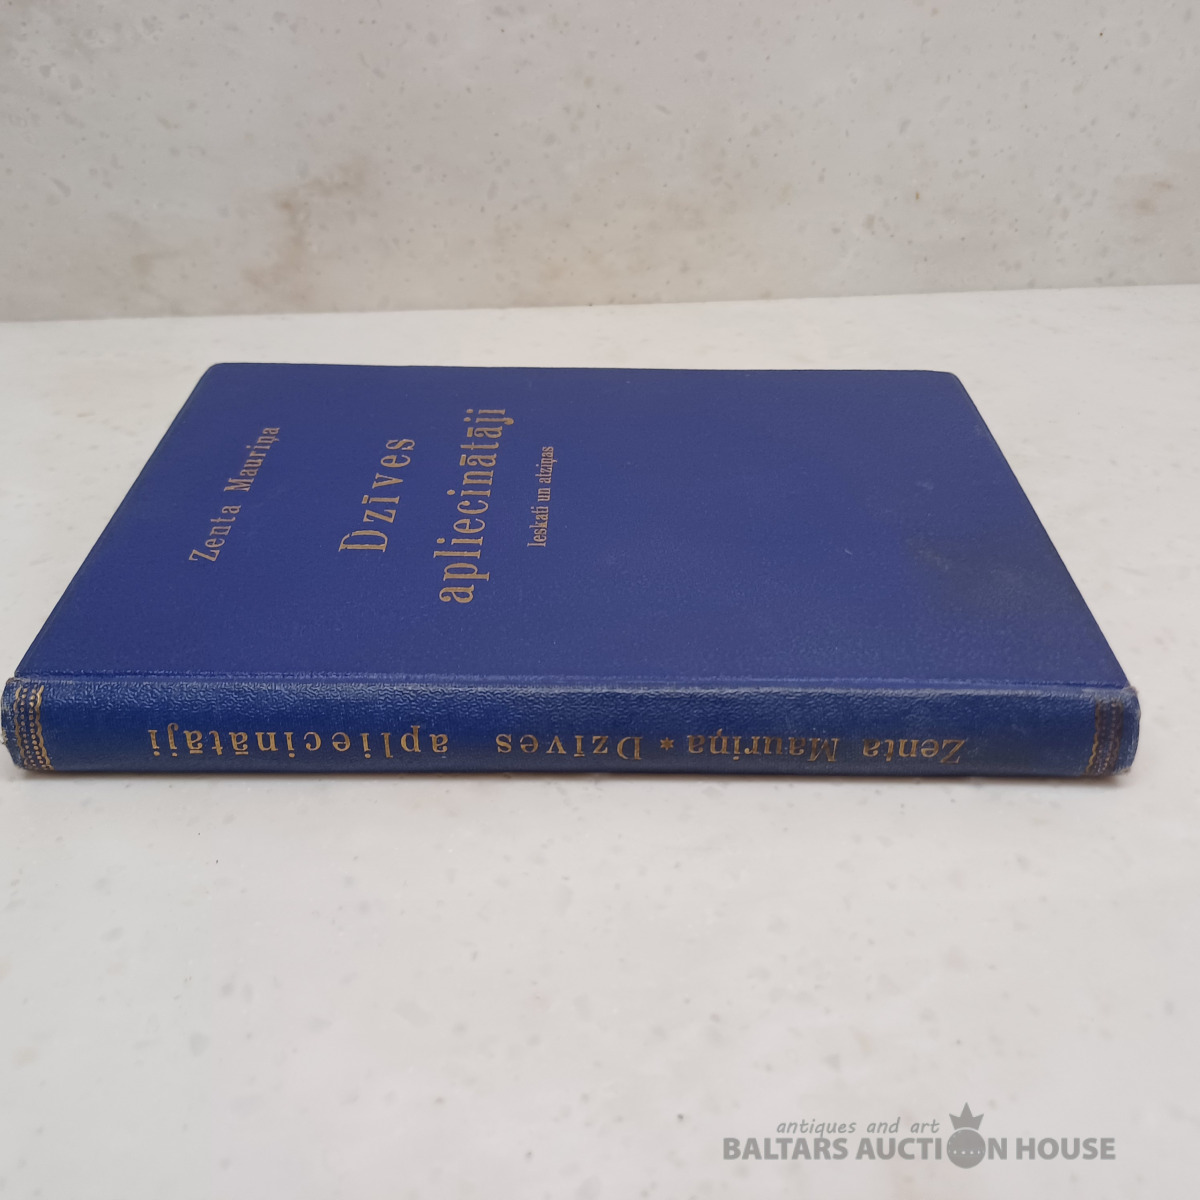 Zenta Mauriņa
Dzīves
apliecinātāji
Ieskati un atziņas
Zenta Mauriņa * Dzīves apliecinātāji
antiques and art
BALTARS AUCTION HOUSE